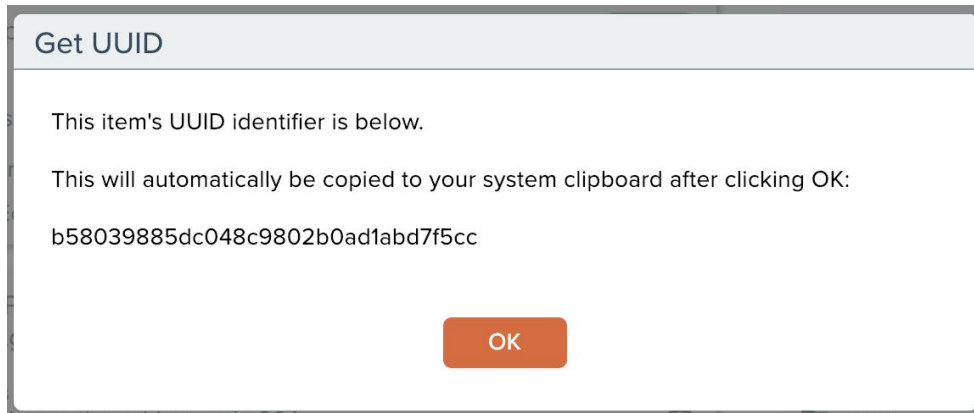 Get UUID
This item's UUID identifier is below.
This will automatically be copied to your system clipboard after clicking OK:
b58039885dc048c9802b0ad1abd7f5cc
OK